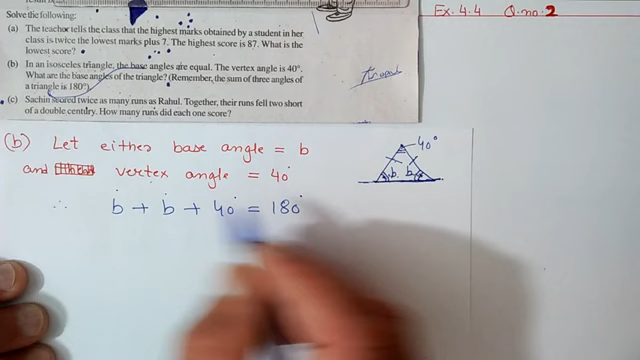 Ex. 4.4 Q. no. 2
Solve the following:
(a) The teacher tells the class that the highest marks obtained by a student in her
class is twice the lowest marks plus 7. The highest score is 87. What is the
lowest score?
(b) In an isosceles triangle, the base angles are equal. The vertex angle is 40°.
What are the base angles of the triangle? (Remember, the sum of three angles
of a triangle is 180°)
(c) Sachin scored twice as many runs as Rahul. Together, their runs fell two short
of a double century. How many runs did each one score?
(b) Let either base angle = b
and vertex angle = 40°
∴ b + b + 40° = 180°
40°
b b